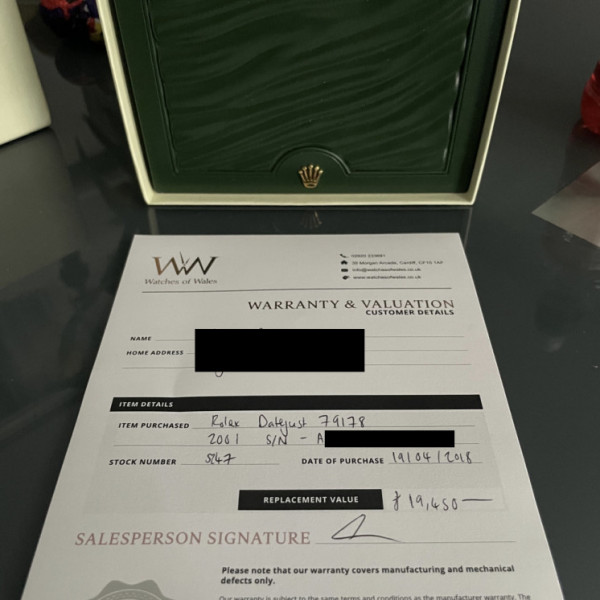 WW
Watches of Wales
02920 220891
39 Morgan Arcade, Cardiff, CF10 1AF
info@watchesofwales.co.uk
www.watchesofwales.co.uk
WARRANTY & VALUATION
CUSTOMER DETAILS
NAME
HOME ADDRESS
ITEM DETAILS
ITEM PURCHASED Rolex Datejust 79178
2001 S/N - A
STOCK NUMBER 5147 DATE OF PURCHASE 19/04/2018
REPLACEMENT VALUE £19,450—
SALESPERSON SIGNATURE
Please note that our warranty covers manufacturing and mechanical
defects only.
Our warranty is subject to the same terms and conditions as the manufacturer warranty. The